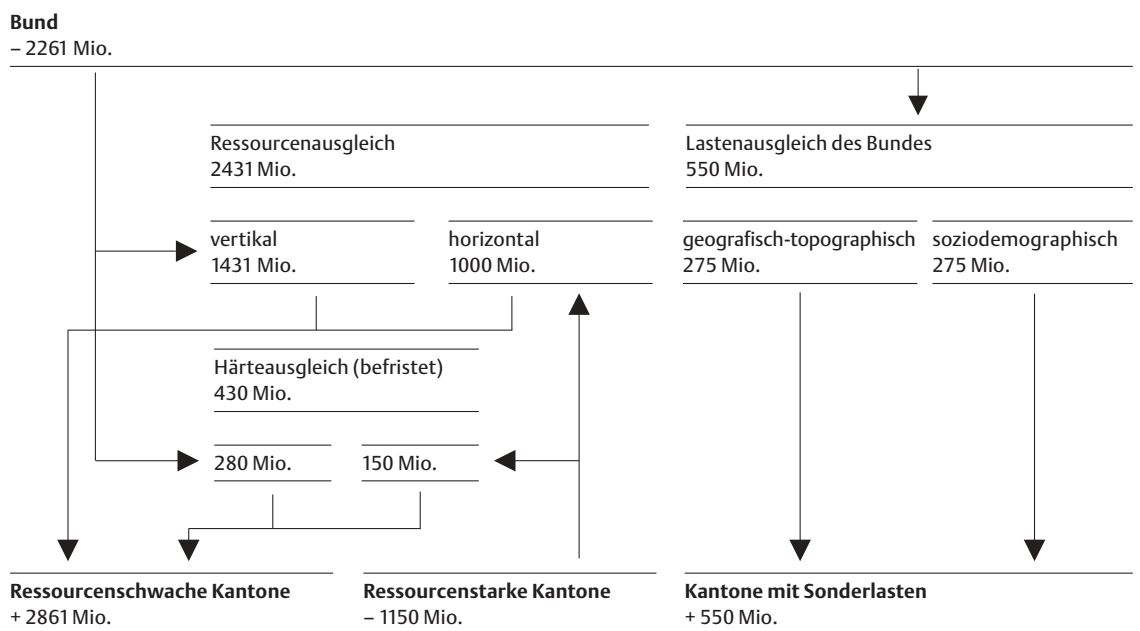 Bund
– 2261 Mio.
Ressourcenausgleich
2431 Mio.
Lastenausgleich des Bundes
550 Mio.
vertikal
1431 Mio.
horizontal
1000 Mio.
geografisch-topographisch
275 Mio.
soziodemographisch
275 Mio.
Härteausgleich (befristet)
430 Mio.
280 Mio.
150 Mio.
Ressourcenschwache Kantone
+ 2861 Mio.
Ressourcenstarke Kantone
– 1150 Mio.
Kantone mit Sonderlasten
+ 550 Mio.